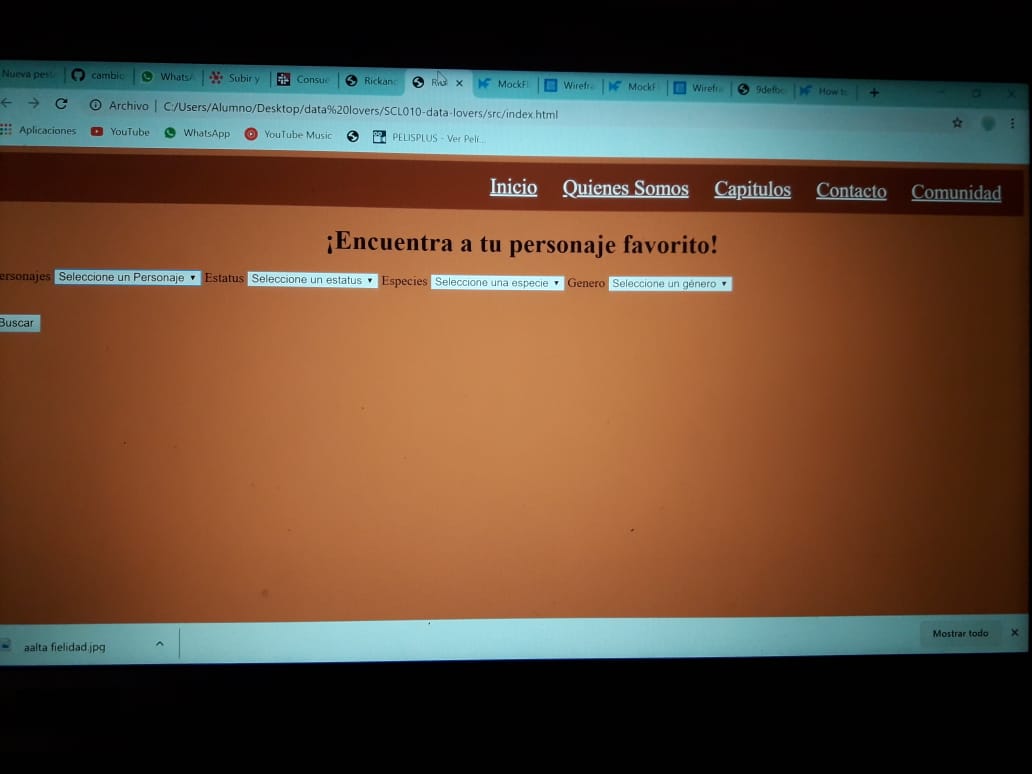 Nueva pest cambio WhatsA Subir y Consue Rickand MockFl Wirefra MockF Wirefra 9defbc How to
Archivo | C:/Users/Alumno/Desktop/data%20lovers/SCL010-data-lovers/src/index.html
Aplicaciones YouTube WhatsApp YouTube Music PELISPLUS - Ver Pelí...
Inicio Quienes Somos Capitulos Contacto Comunidad
¡Encuentra a tu personaje favorito!
ersonajes Seleccione un Personaje Estatus Seleccione un estatus Especies Seleccione una especie Genero Seleccione un género
Buscar
aalta fielidad.jpg Mostrar todo